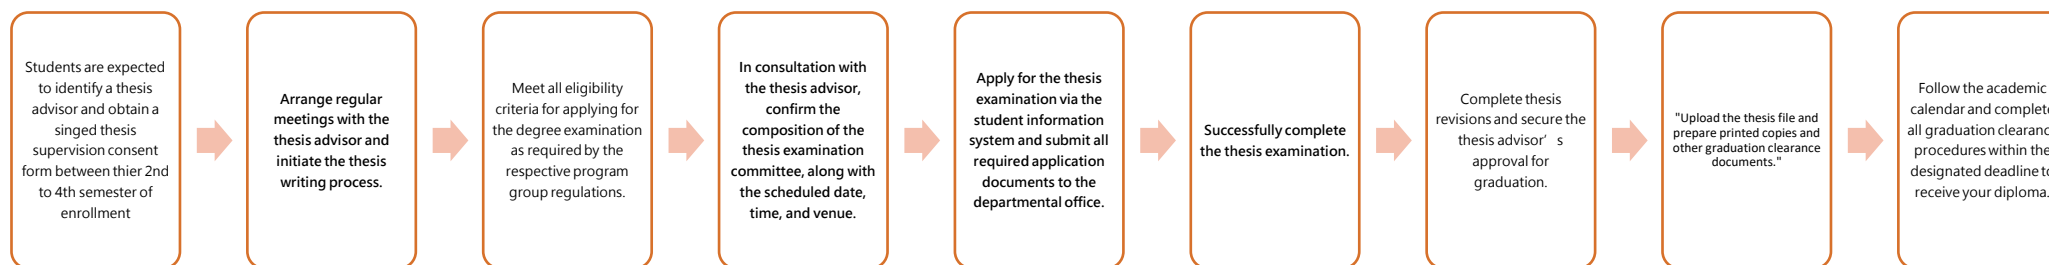 Students are expected
to identify a thesis
advisor and obtain a
singed thesis
supervision consent
form between thier 2nd
to 4th semester of
enrollment
Arrange regular
meetings with the
thesis advisor and
initiate the thesis
writing process.
Meet all eligibility
criteria for applying for
the degree examination
as required by the
respective program
group regulations.
In consultation with
the thesis advisor,
confirm the
composition of the
thesis examination
committee, along with
the scheduled date,
time, and venue.
Apply for the thesis
examination via the
student information
system and submit all
required application
documents to the
departmental office.
Successfully complete
the thesis examination.
Complete thesis
revisions and secure the
thesis advisor’ s
approval for
graduation.
"Upload the thesis file and
prepare printed copies and
other graduation clearance
documents."
Follow the academic
calendar and complete
all graduation clearance
procedures within the
designated deadline to
receive your diploma.